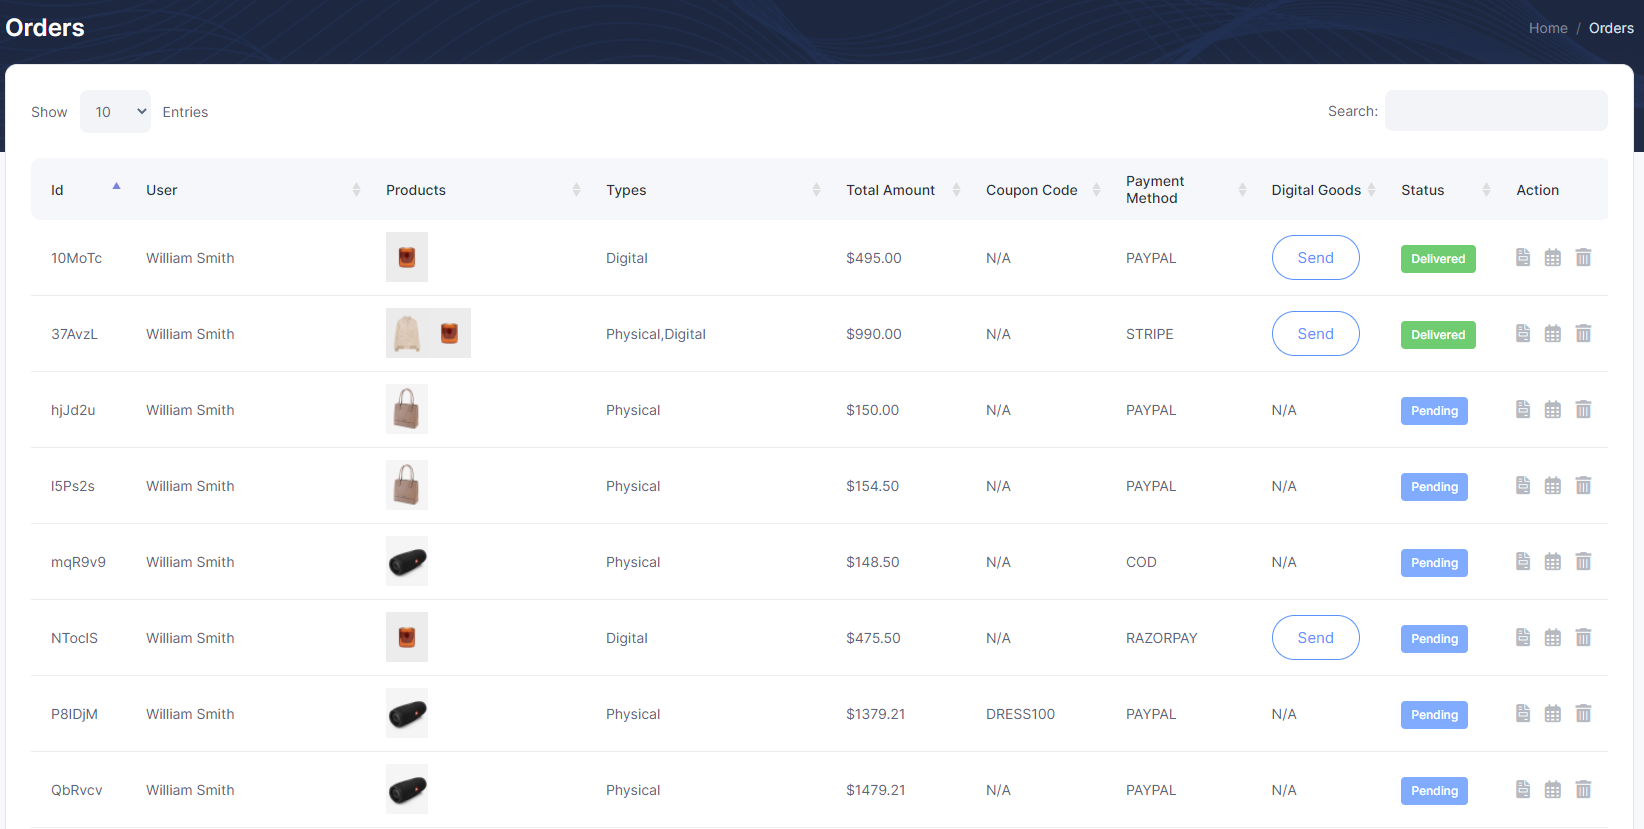 Orders
Home / Orders
Show 10 Entries
Search:
Id User Products Types Total Amount Coupon Code Payment Method Digital Goods Status Action
10MoTc William Smith Digital $495.00 N/A PAYPAL Send Delivered
37AvzL William Smith Physical,Digital $990.00 N/A STRIPE Send Delivered
hjJd2u William Smith Physical $150.00 N/A PAYPAL N/A Pending
I5Ps2s William Smith Physical $154.50 N/A PAYPAL N/A Pending
mqR9v9 William Smith Physical $148.50 N/A COD N/A Pending
NToclS William Smith Digital $475.50 N/A RAZORPAY Send Pending
P8IDjM William Smith Physical $1379.21 DRESS100 PAYPAL N/A Pending
QbRvcv William Smith Physical $1479.21 N/A PAYPAL N/A Pending